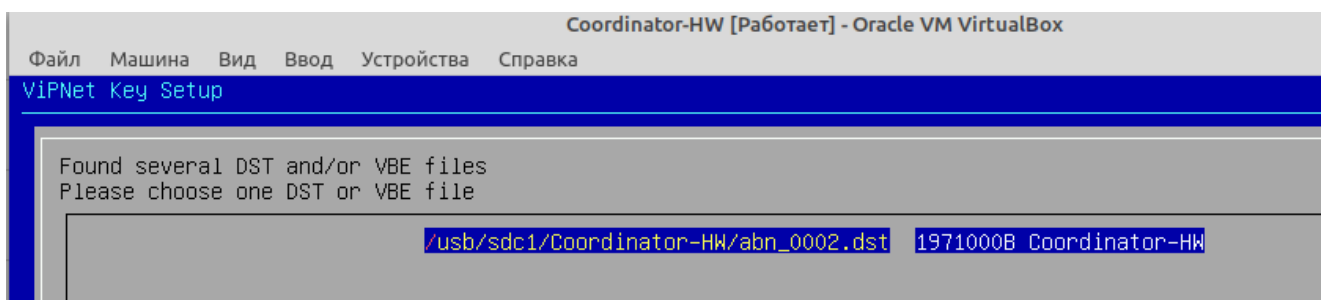 Coordinator-HW [Работает] - Oracle VM VirtualBox
Файл Машина Вид Ввод Устройства Справка
ViPNet Key Setup
Found several DST and/or VBE files
Please choose one DST or VBE file
/usb/sdc1/Coordinator-HW/abn_0002.dst 1971000B Coordinator-HW